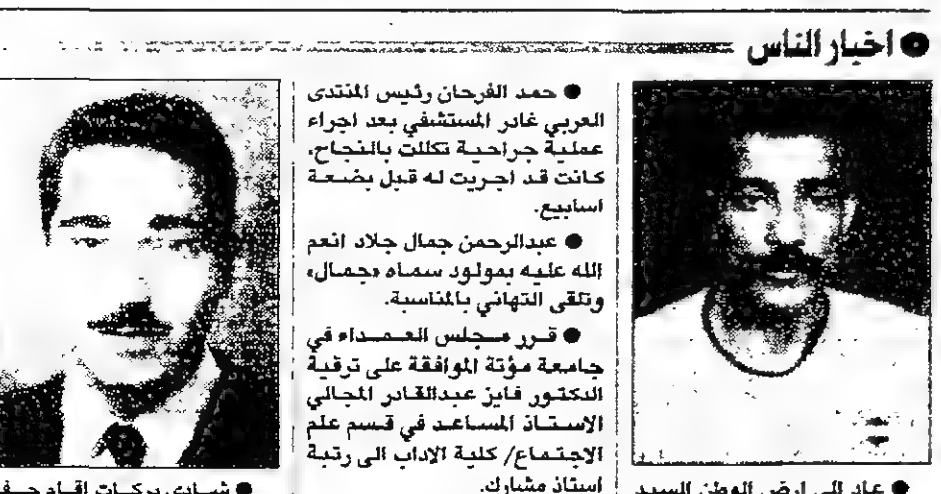 اخبار الناس
● عاد الى ارض الوطن السيد
● حمد الفرحان رئيس المنتدى
العربي غادر المستشفي بعد اجراء
عملية جراحية تكللت بالنجاح،
كانت قد اجريت له قبل بضعة
اسابيع.
● عبدالرحمن جمال جلاد انعم
الله عليه بمولود سماه «جمال»
وتلقى التهاني بالمناسبة.
● قرر مجلس العمداء في
جامعة مؤتة الموافقة على ترقية
الدكتور فايز عبدالقادر المجالي
الاستاذ المساعد في قسم علم
الاجتماع/ كلية الاداب الى رتبة
استاذ مشارك.
● شادي بركات اقام حف